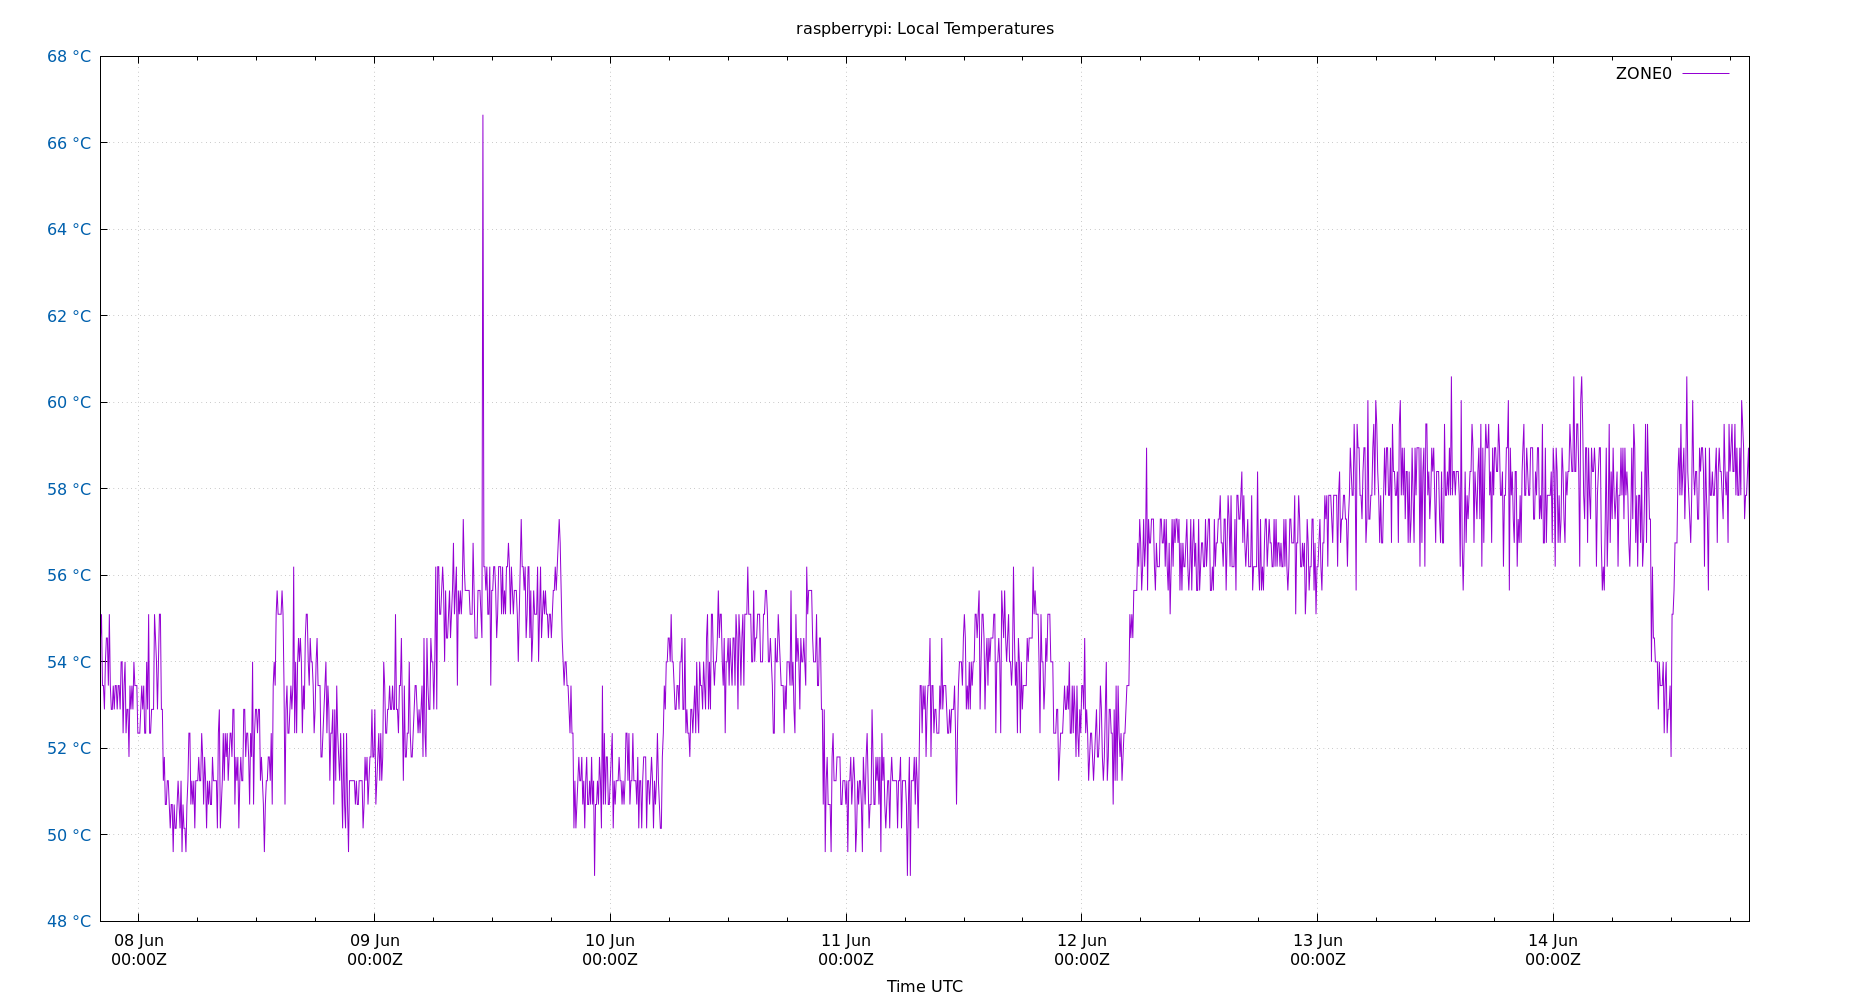 raspberrypi: Local Temperatures
68 °C
ZONE0
66 °C
64 °C
62 °C
60 °C
58 °C
56 °C
54 °C
52 °C
50 °C
48 °C
08 Jun 09 Jun 10 Jun 11 Jun 12 Jun 13 Jun 14 Jun
00:00Z 00:00Z 00:00Z 00:00Z 00:00Z 00:00Z 00:00Z
Time UTC